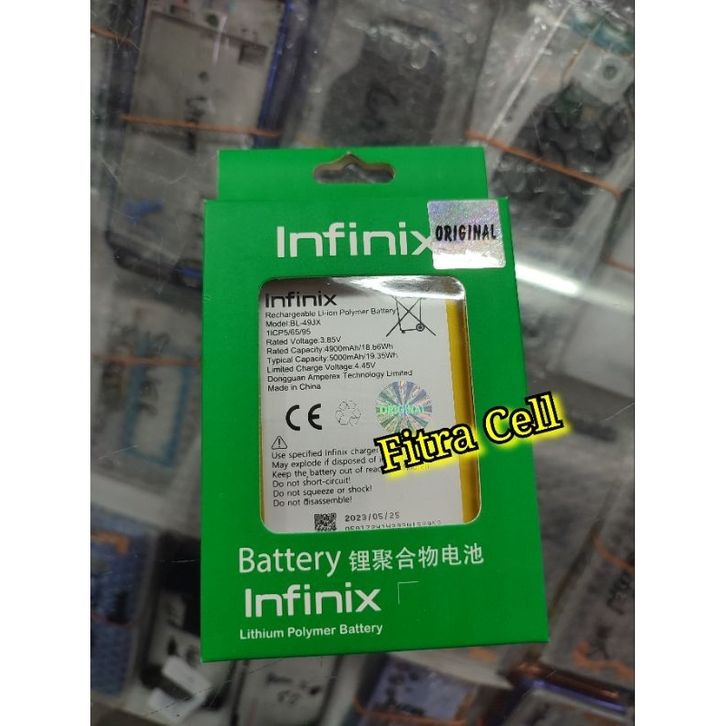 Infinix
ORIGINAL
Infinix
Rechargeable Li-ion Polymer Battery
Model:BL-49JX
1ICP5/65/95
Rated Voltage:3.85V
Rated Capacity:4900mAh/18.86Wh
Typical Capacity:5000mAh/19.35Wh
Limited Charge Voltage:4.45V
Dongguan Amperex Technology Limited
Made in China
CE
ORIGINAL
Fitra Cell
Use specified Infinix charger
May explode if disposed of
Keep the battery out of
Do not short-circuit!
Do not squeeze or shock!
Do not disassemble!
2023/05/25
Battery 锂聚合物电池
Infinix
Lithium Polymer Battery